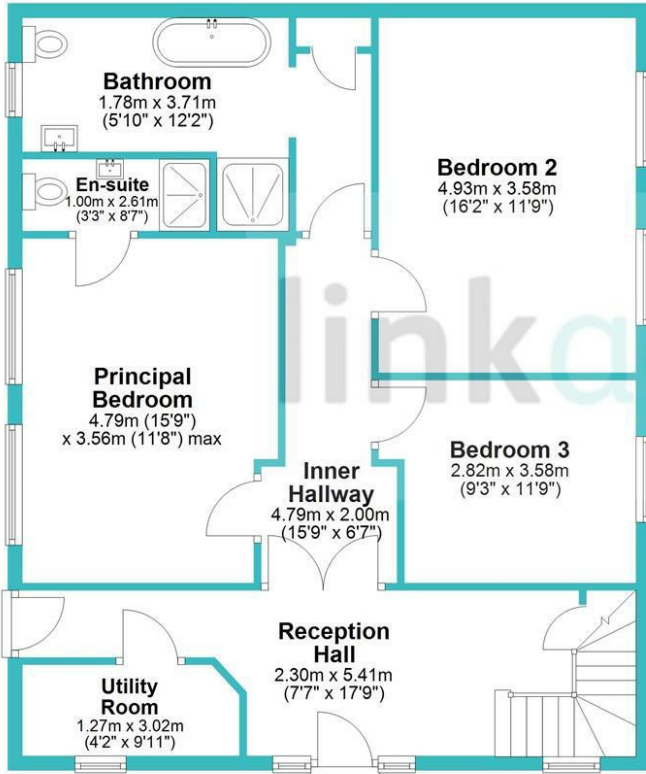 Bathroom
1.78m x 3.71m
(5'10" x 12'2")
En-suite
1.00m x 2.61m
(3'3" x 8'7")
Bedroom 2
4.93m x 3.58m
(16'2" x 11'9")
linka
Principal
Bedroom
4.79m (15'9")
x 3.56m (11'8") max
Inner
Hallway
4.79m x 2.00m
(15'9" x 6'7")
Bedroom 3
2.82m x 3.58m
(9'3" x 11'9")
Reception
Hall
2.30m x 5.41m
(7'7" x 17'9")
Utility
Room
1.27m x 3.02m
(4'2" x 9'11")